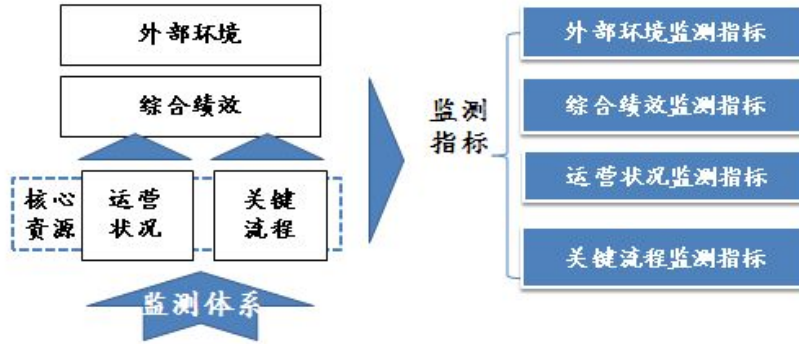 外部环境
综合绩效
核心
资源
运营
状况
关键
流程
监测体系
监测
指标
外部环境监测指标
综合绩效监测指标
运营状况监测指标
关键流程监测指标